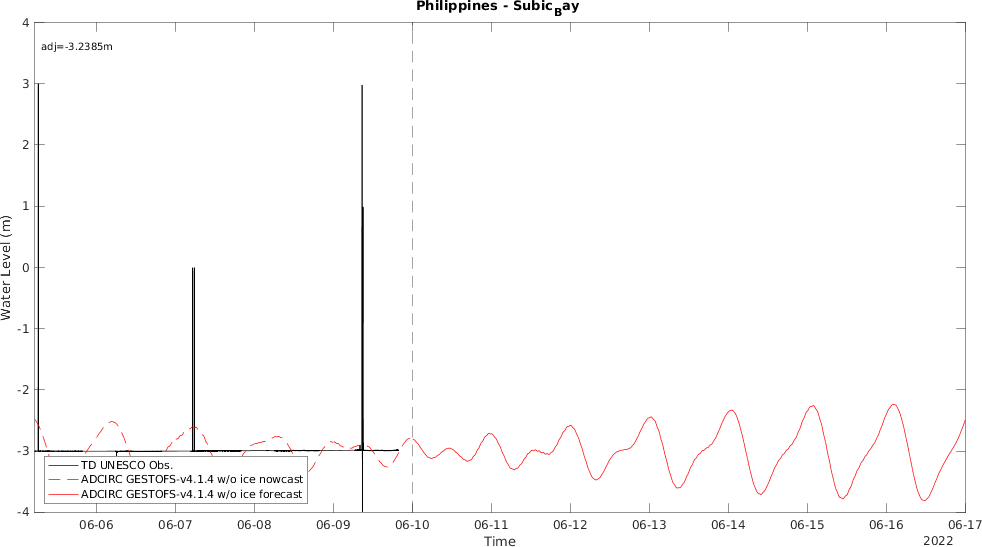 Philippines - Subic_Bay
adj=-3.2385m
4
3
2
1
0
-1
-2
-3
-4
Water Level (m)
TD UNESCO Obs.
ADCIRC GESTOFS-v4.1.4 w/o ice nowcast
ADCIRC GESTOFS-v4.1.4 w/o ice forecast
06-06 06-07 06-08 06-09 06-10 06-11 06-12 06-13 06-14 06-15 06-16 06-17
Time
2022